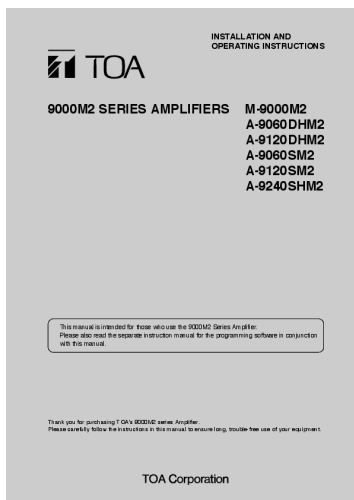 INSTALLATION AND
OPERATING INSTRUCTIONS
TOA
9000M2 SERIES AMPLIFIERS M-9000M2
A-9060DHM2
A-9120DHM2
A-9060SM2
A-9120SM2
A-9240SHM2
This manual is intended for those who use the 9000M2 Series Amplifier.
Please also read the separate instruction manual for the programming software in conjunction
with this manual.
Thank you for purchasing TOA's 9000M2 series Amplifier.
Please carefully follow the instructions in this manual to ensure long, trouble-free use of your equipment.
TOA Corporation